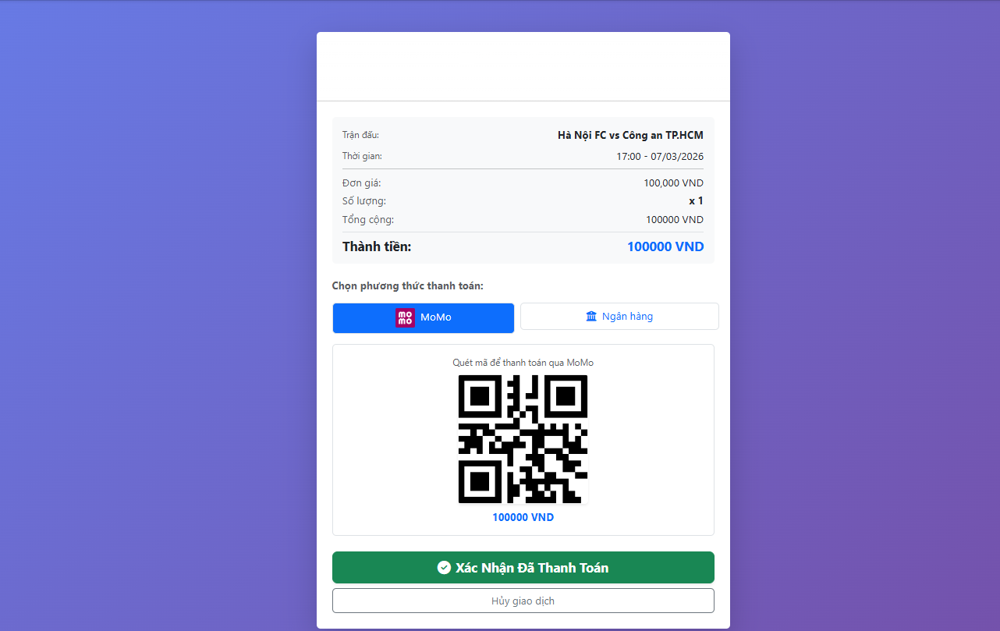 Trận đấu: Hà Nội FC vs Công an TP.HCM
Thời gian: 17:00 - 07/03/2026
Đơn giá: 100,000 VND
Số lượng: x 1
Tổng cộng: 100000 VND
Thành tiền: 100000 VND
Chọn phương thức thanh toán:
mo mo MoMo Ngân hàng
Quét mã để thanh toán qua MoMo
100000 VND
Xác Nhận Đã Thanh Toán
Hủy giao dịch